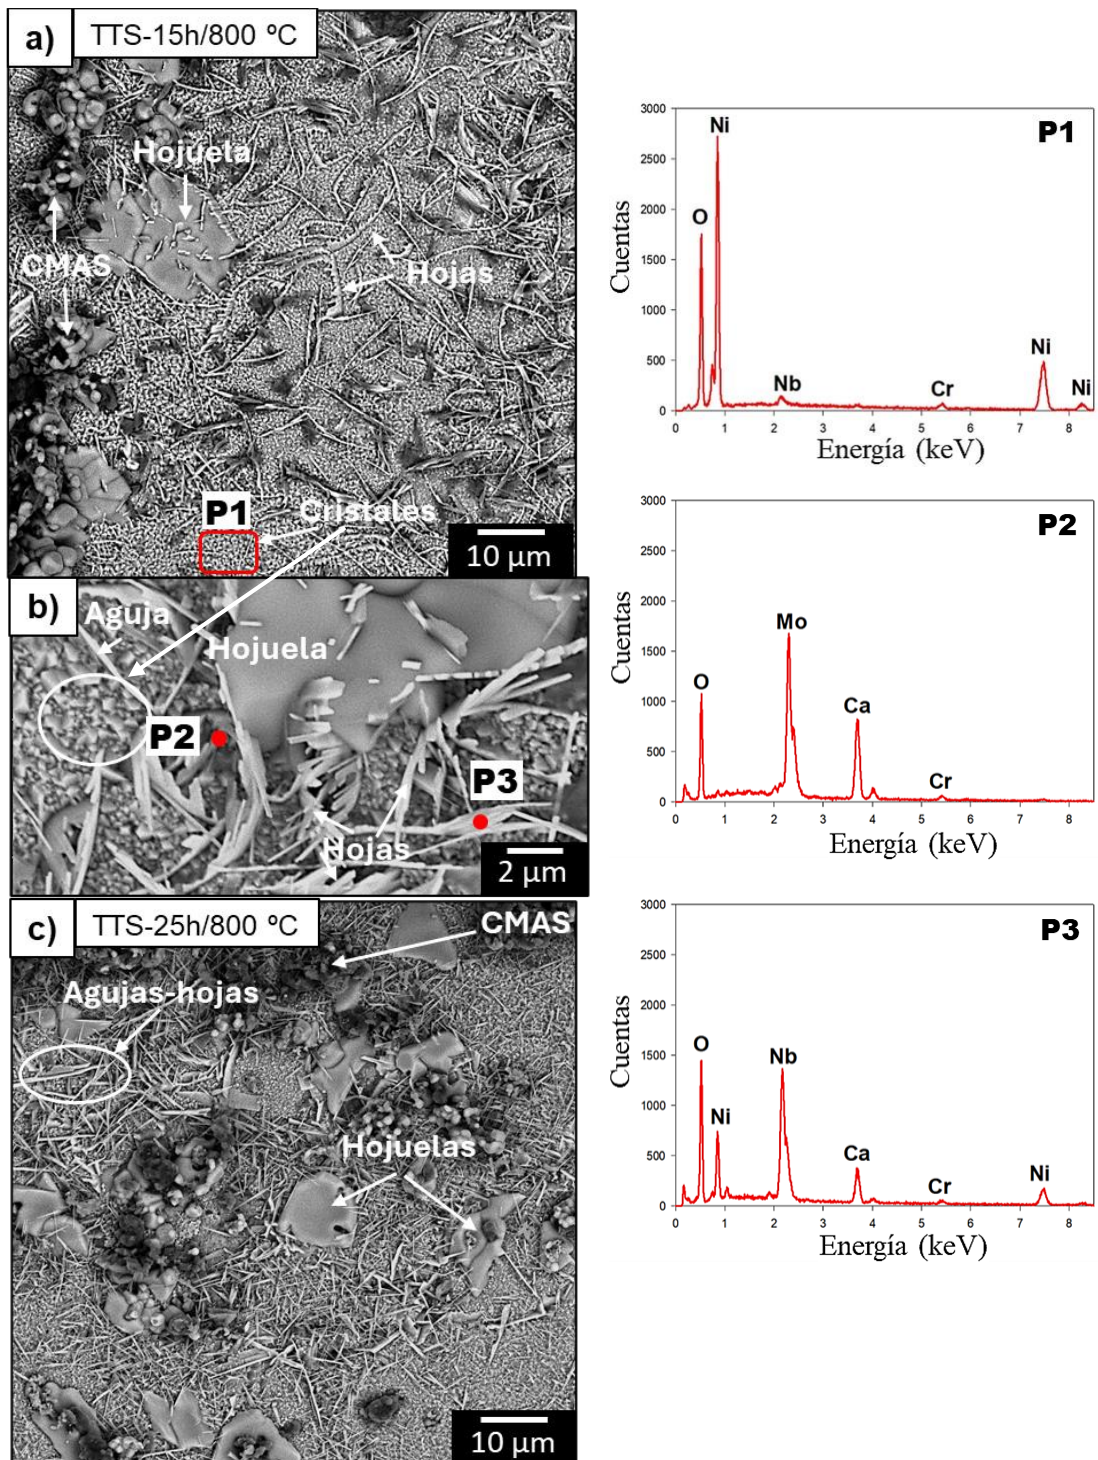 a)
TTS-15h/800 ºC
Hojuela
CMAS
Hojas
P1
Cristales
10 µm
b)
Aguja
Hojuela
P2
P3
Hojas
2 µm
c)
TTS-25h/800 ºC
CMAS
Agujas-hojas
Hojuelas
10 µm
P1
3000
2500
2000
1500
1000
500
0
Cuentas
O
Ni
Nb
Cr
Ni
Ni
0 1 2 3 4 5 6 7 8
Energía (keV)
P2
3000
2500
2000
1500
1000
500
0
Cuentas
O
Mo
Ca
Cr
0 1 2 3 4 5 6 7 8
Energía (keV)
P3
3000
2500
2000
1500
1000
500
0
Cuentas
O
Ni
Nb
Ca
Cr
Ni
0 1 2 3 4 5 6 7 8
Energía (keV)